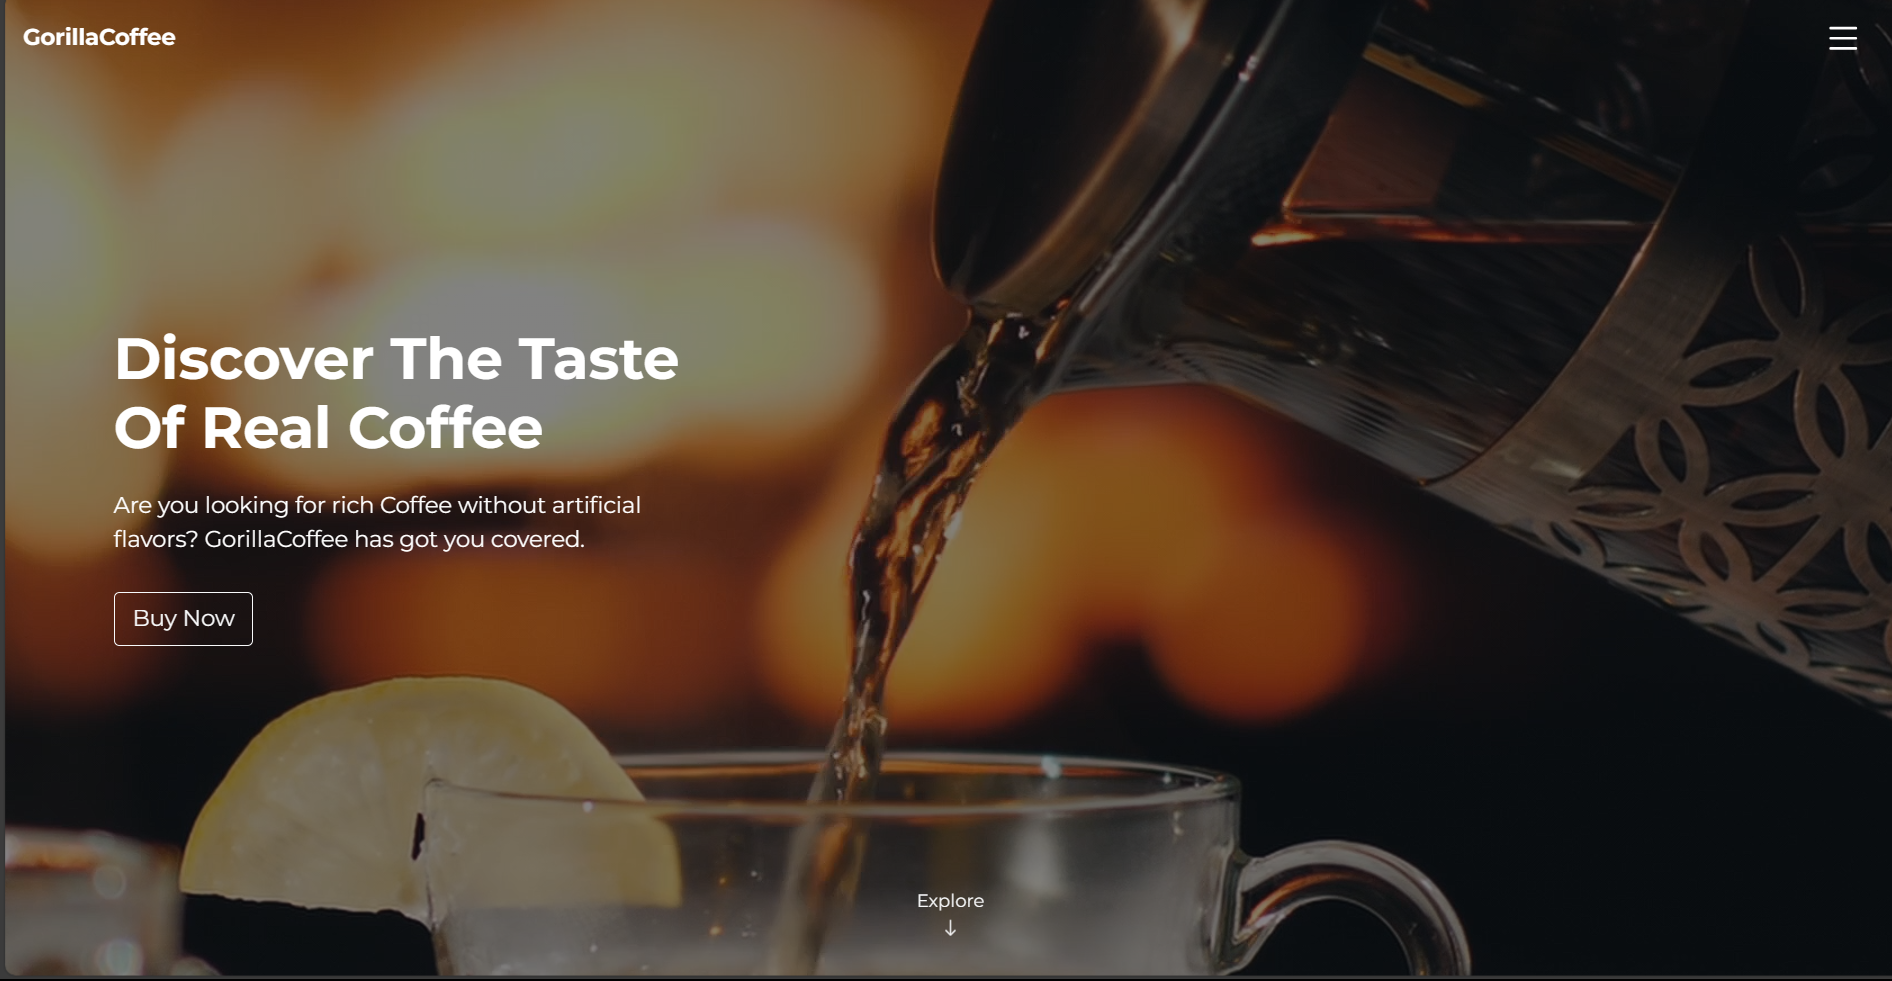 GorillaCoffee
Discover The Taste
Of Real Coffee
Are you looking for rich Coffee without artificial
flavors? GorillaCoffee has got you covered.
Buy Now
Explore
↓